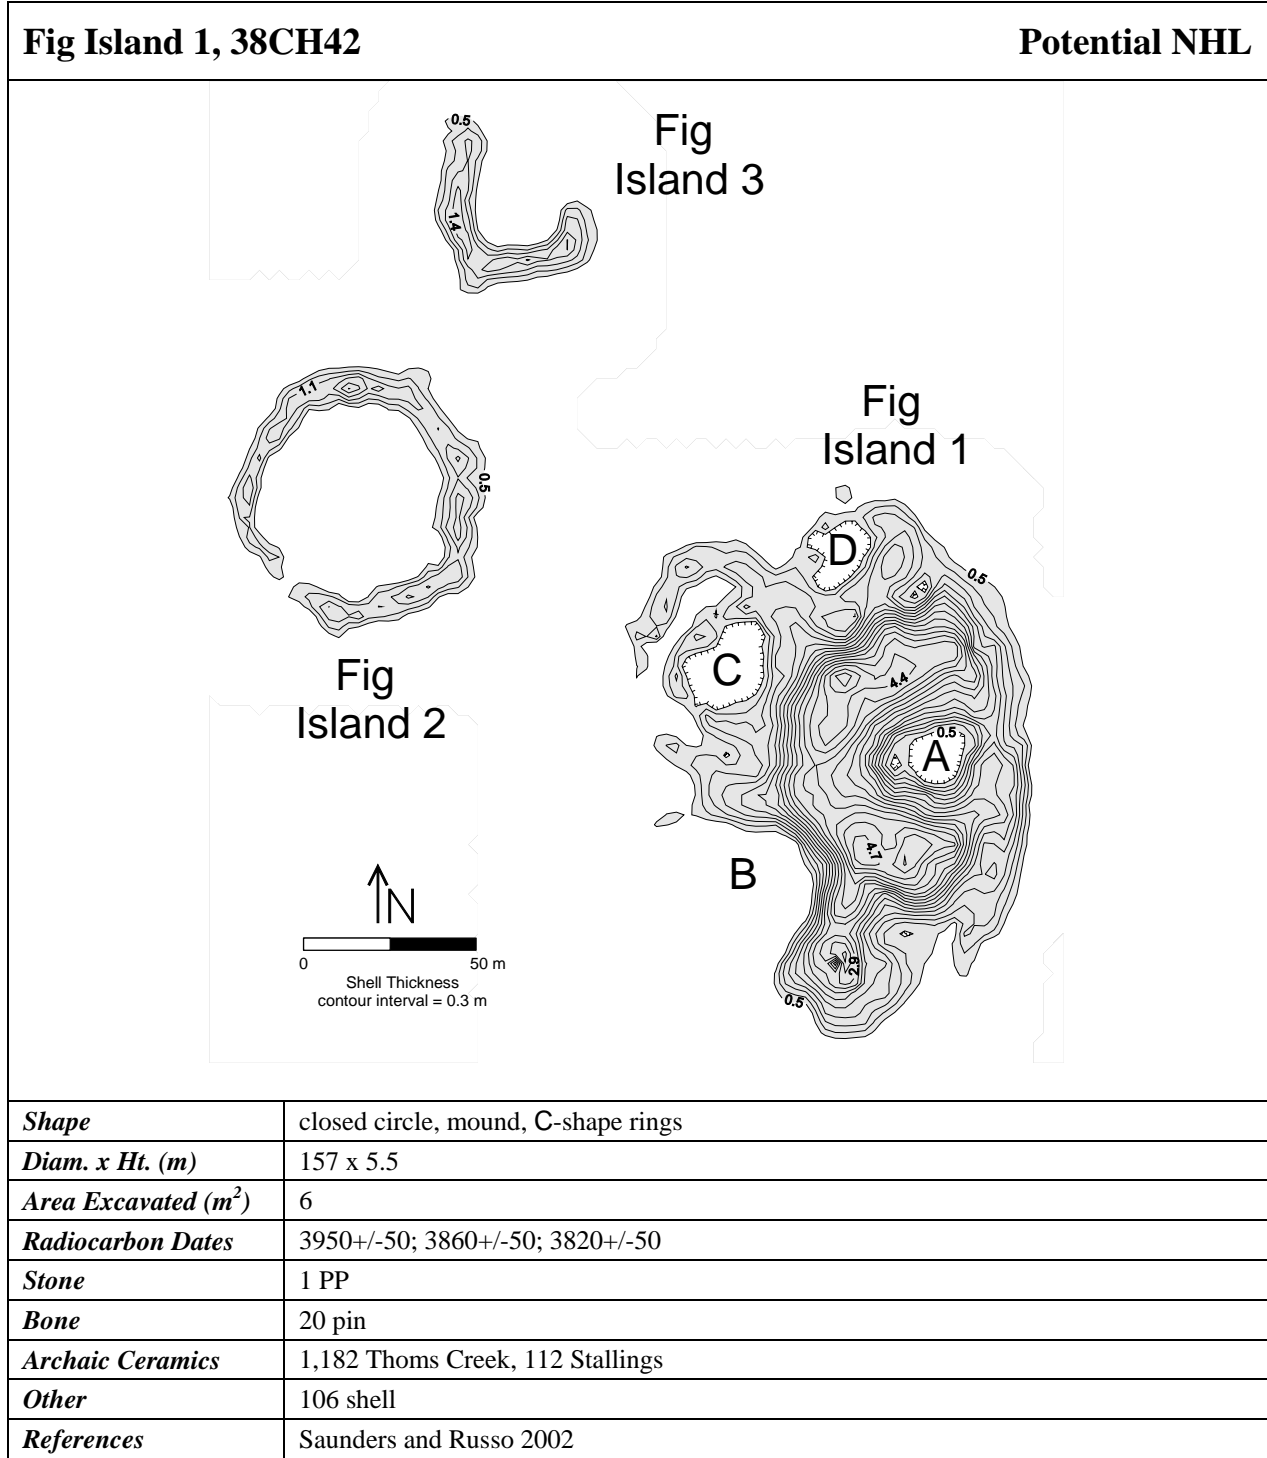 Fig Island 1, 38CH42 Potential NHL
0.5
Fig
Island 3
1.4
1.1
0.5
Fig
Island 2
Fig
Island 1
D
0.5
C
4.4
0.5
A
4.7
B
2.9
0.5
N
0 50 m
Shell Thickness
contour interval = 0.3 m
Shape closed circle, mound, C-shape rings
Diam. x Ht. (m) 157 x 5.5
Area Excavated (m²) 6
Radiocarbon Dates 3950+/-50; 3860+/-50; 3820+/-50
Stone 1 PP
Bone 20 pin
Archaic Ceramics 1,182 Thoms Creek, 112 Stallings
Other 106 shell
References Saunders and Russo 2002